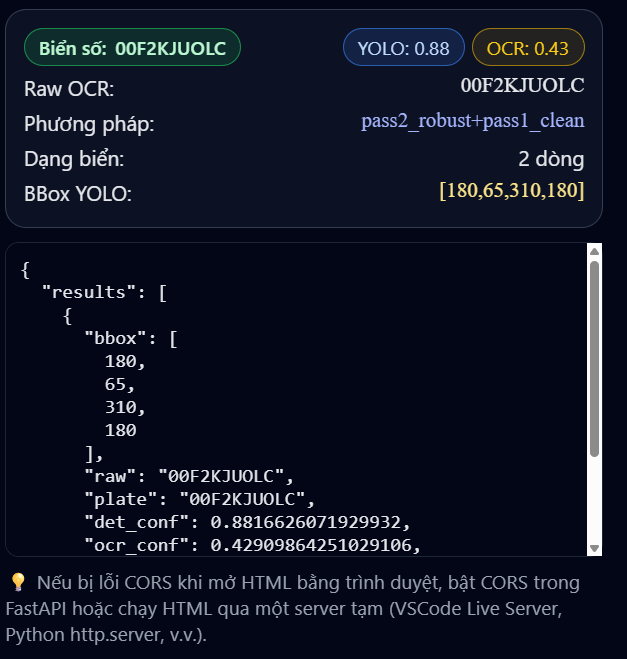 Biển số: 00F2KJUOLC YOLO: 0.88 OCR: 0.43
Raw OCR: 00F2KJUOLC
Phương pháp: pass2_robust+pass1_clean
Dạng biển: 2 dòng
BBox YOLO: [180,65,310,180]
{
"results": [
{
"bbox": [
180,
65,
310,
180
],
"raw": "00F2KJUOLC",
"plate": "00F2KJUOLC",
"det_conf": 0.8816626071929932,
"ocr_conf": 0.42909864251029106,
💡 Nếu bị lỗi CORS khi mở HTML bằng trình duyệt, bật CORS trong
FastAPI hoặc chạy HTML qua một server tạm (VSCode Live Server,
Python http.server, v.v.).